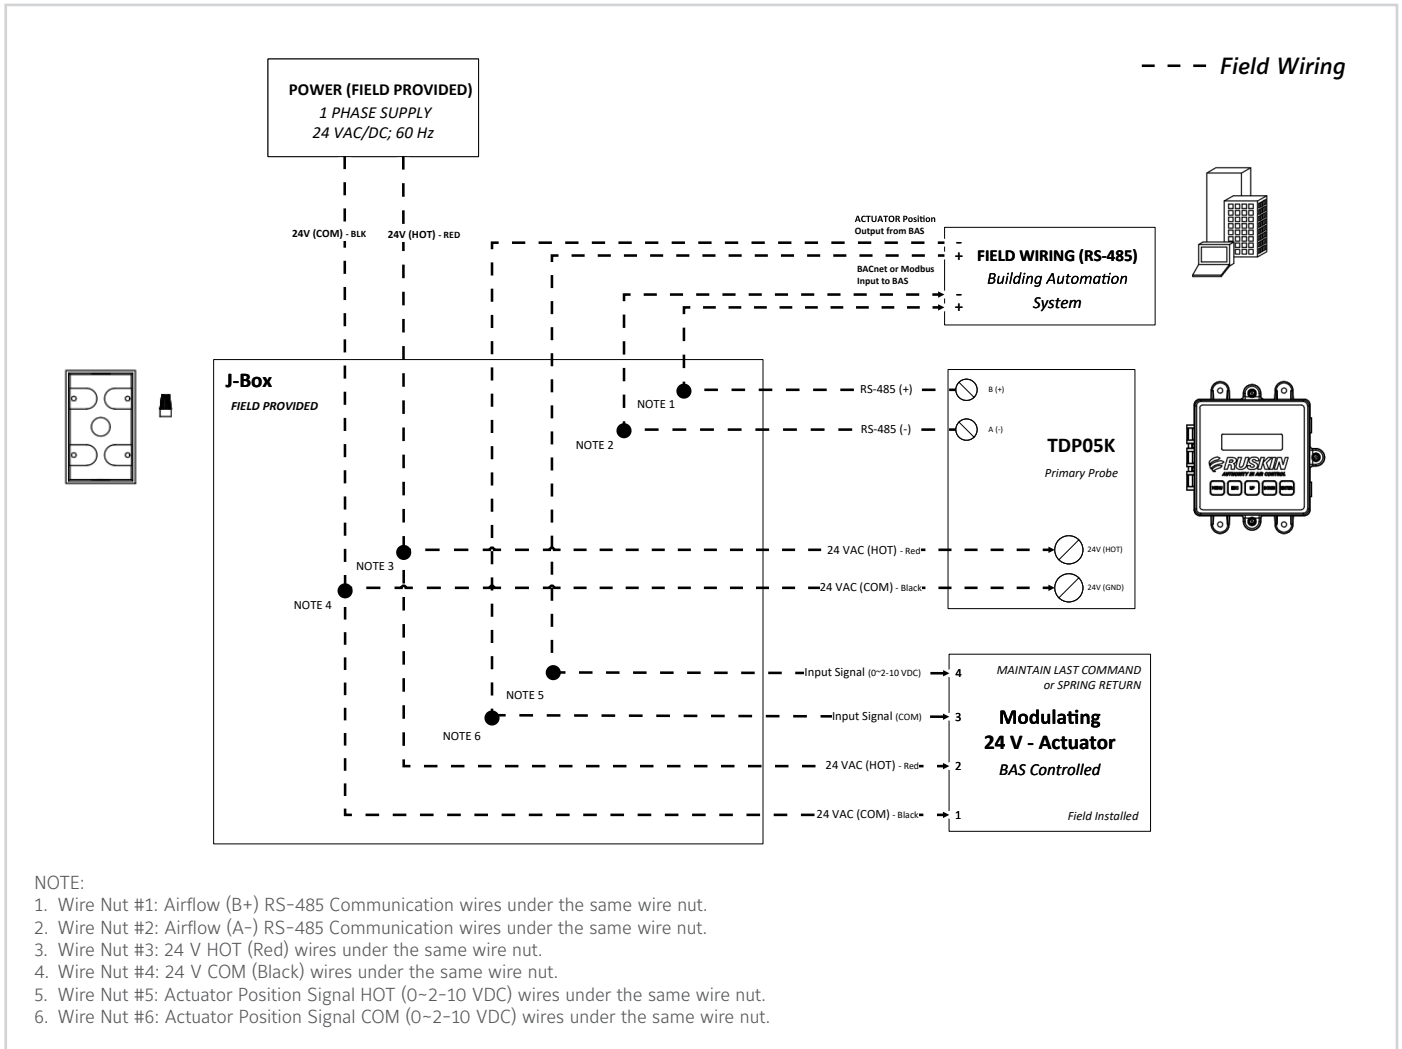 Field Wiring
POWER (FIELD PROVIDED)
1 PHASE SUPPLY
24 VAC/DC; 60 Hz
24V (COM) - BLK
24V (HOT) - RED
ACTUATOR Position
Output from BAS
BACnet or Modbus
Input to BAS
-
+
-
+
FIELD WIRING (RS-485)
Building Automation
System
J-Box
FIELD PROVIDED
NOTE 1
NOTE 2
NOTE 3
NOTE 4
NOTE 5
NOTE 6
RS-485 (+)
RS-485 (-)
B (+)
A (-)
TDP05K
Primary Probe
24 VAC (HOT) - Red
24V (HOT)
24 VAC (COM) - Black
24V (GND)
RUSKIN
AUTHORITY IN AIR CONTROL
MENU
UP
ENTER
Input Signal (0~2-10 VDC)
4
Input Signal (COM)
3
24 VAC (HOT) - Red
2
24 VAC (COM) - Black
1
MAINTAIN LAST COMMAND
or SPRING RETURN
Modulating
24 V - Actuator
BAS Controlled
Field Installed
NOTE:
1. Wire Nut #1: Airflow (B+) RS-485 Communication wires under the same wire nut.
2. Wire Nut #2: Airflow (A-) RS-485 Communication wires under the same wire nut.
3. Wire Nut #3: 24 V HOT (Red) wires under the same wire nut.
4. Wire Nut #4: 24 V COM (Black) wires under the same wire nut.
5. Wire Nut #5: Actuator Position Signal HOT (0~2-10 VDC) wires under the same wire nut.
6. Wire Nut #6: Actuator Position Signal COM (0~2-10 VDC) wires under the same wire nut.